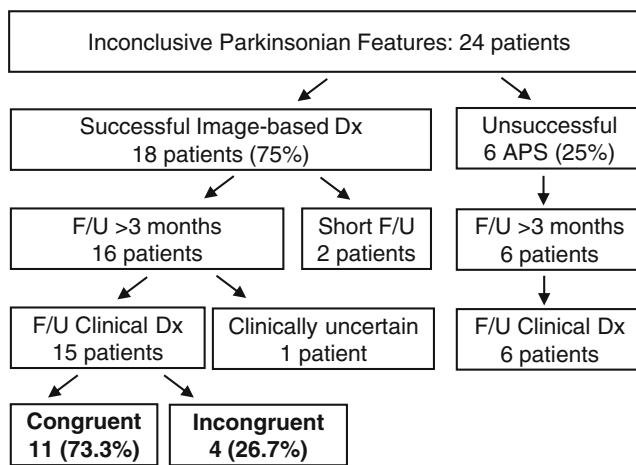 Inconclusive Parkinsonian Features: 24 patients
Successful Image-based Dx
18 patients (75%)
Unsuccessful
6 APS (25%)
F/U >3 months
16 patients
Short F/U
2 patients
F/U >3 months
6 patients
F/U Clinical Dx
15 patients
Clinically uncertain
1 patient
F/U Clinical Dx
6 patients
Congruent
11 (73.3%)
Incongruent
4 (26.7%)